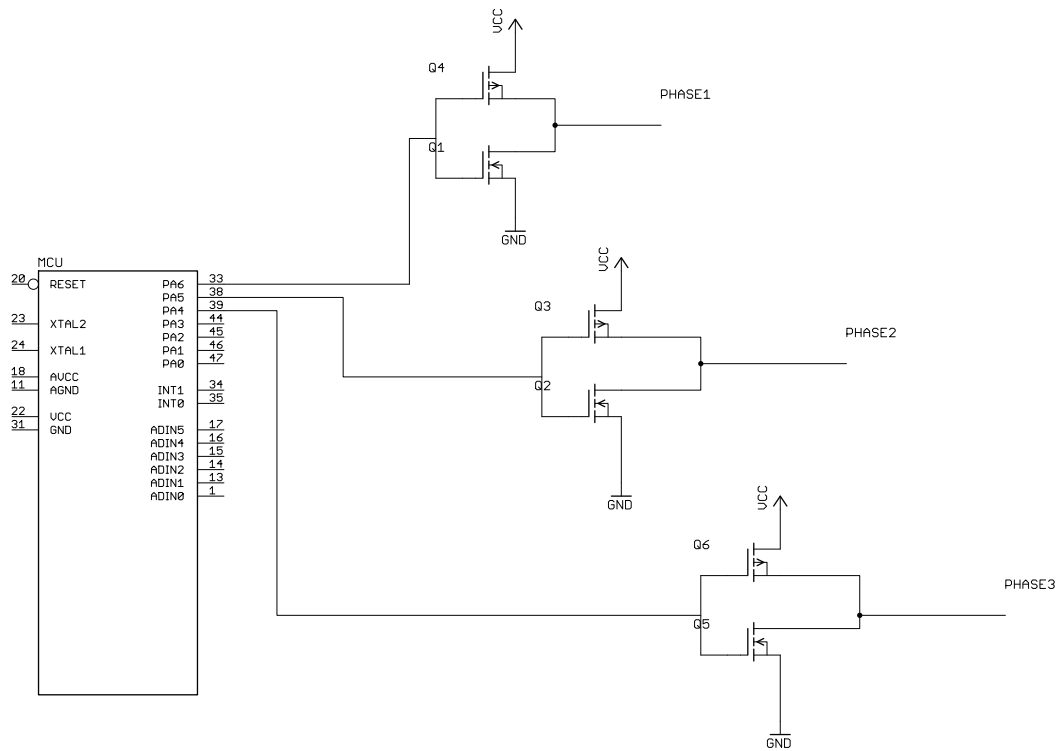 VCC
Q4
PHASE1
Q1
GND
MCU
VCC
20 RESET PA6 33
PA5 38
PA4 39
Q3
23 XTAL2 PA3 44
PA2 45
PHASE2
24 XTAL1 PA1 46
PA0 47
18 AVCC
Q2
11 AGND INT1 34
INT0 35
22 VCC
31 GND ADIN5 17
ADIN4 16
ADIN3 15
ADIN2 14
ADIN1 13
ADIN0 1
GND
VCC
Q6
PHASE3
Q5
GND